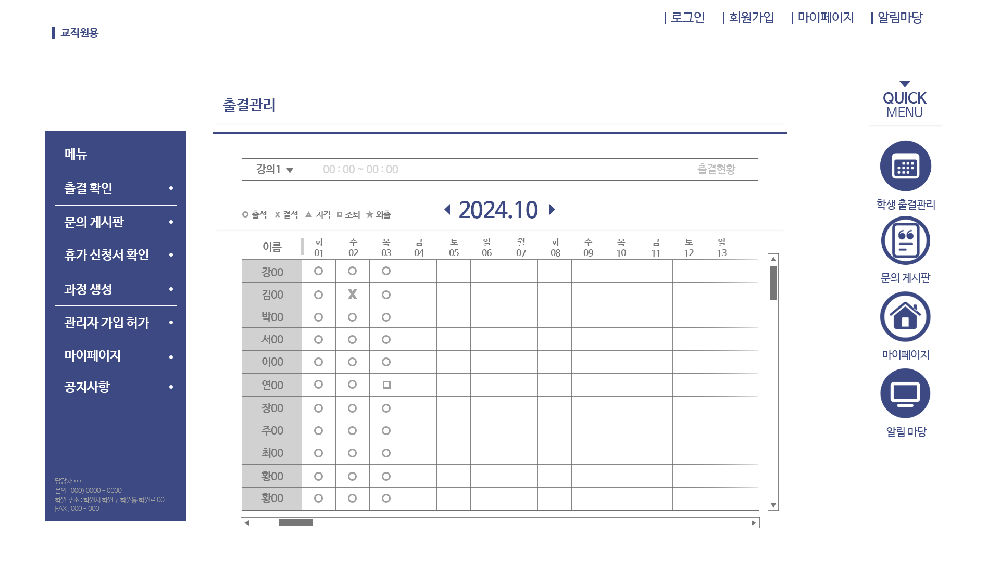 로그인 회원가입 마이페이지 알림마당
교직원용
출결관리
QUICK
MENU
메뉴
출결 확인
문의 게시판
휴가 신청서 확인
과정 생성
관리자 가입 허가
마이페이지
공지사항
담당자 ***
문의 : 000) 0000 - 0000
학원 주소 : 학원시 학원구 학원동 학원로 00
FAX ; 000 - 000
강의1 ▼ 00 : 00 ~ 00 : 00 출결현황
출석 x 결석 ▲ 지각 조퇴 ★ 외출
2024.10
이름 화 수 목 금 토 일 월 화 수 목 금 토 일
01 02 03 04 05 06 07 08 09 10 11 12 13
강00
김00 X
박00
서00
이00
연00
장00
주00
최00
황00
황00
학생 출결관리
문의 게시판
마이페이지
알림 마당